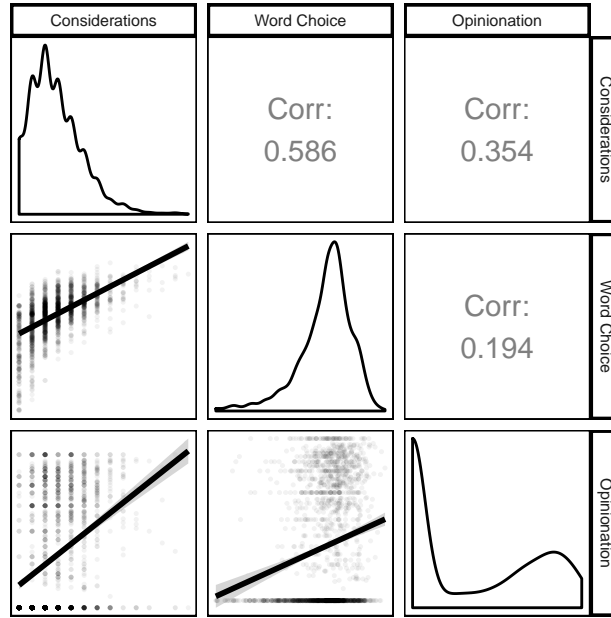 Considerations
Word Choice
Opinionation
Corr:
0.586
Corr:
0.354
Considerations
Corr:
0.194
Word Choice
Opinionation